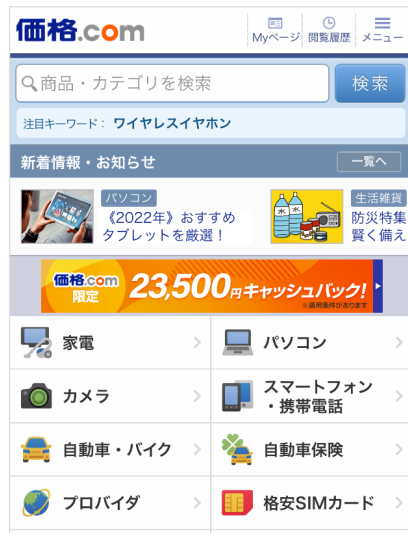 価格.com
Myページ 閲覧履歴 メニュー
商品・カテゴリを検索 検索
注目キーワード： ワイヤレスイヤホン
新着情報・お知らせ 一覧へ
パソコン
《2022年》おすすめ
タブレットを厳選！
水 水
生活雑貨
防災特集
賢く備え
価格.com
限定
23,500円キャッシュバック!
※適用条件があります
家電 パソコン
カメラ スマートフォン
・携帯電話
自動車・バイク 自動車保険
プロバイダ 格安SIMカード